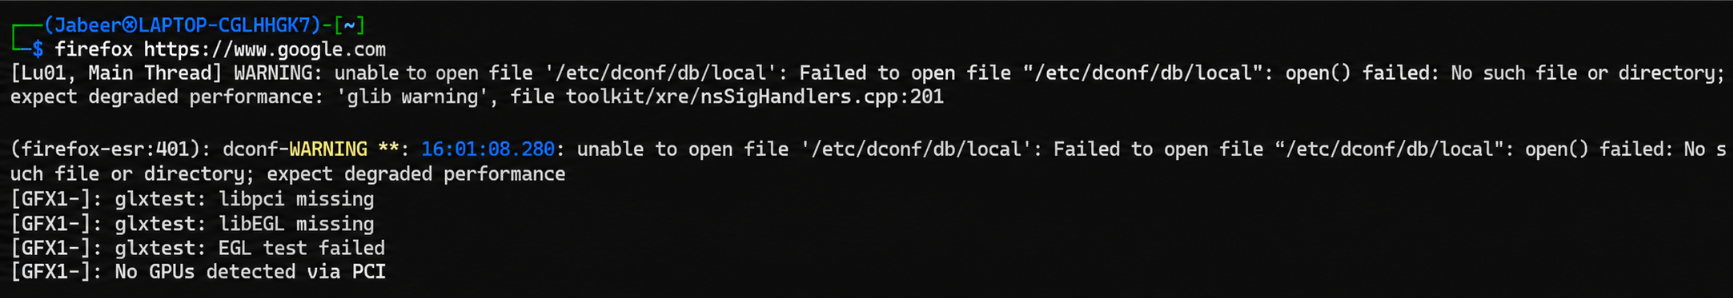 ┌──(Jabeer㉿LAPTOP-CGLHHGK7)-[~]
└─$ firefox https://www.google.com
[Lu01, Main Thread] WARNING: unable to open file '/etc/dconf/db/local': Failed to open file “/etc/dconf/db/local": open() failed: No such file or directory;
expect degraded performance: 'glib warning', file toolkit/xre/nsSigHandlers.cpp:201
(firefox-esr:401): dconf-WARNING **: 16:01:08.280: unable to open file '/etc/dconf/db/local': Failed to open file “/etc/dconf/db/local": open() failed: No s
uch file or directory; expect degraded performance
[GFX1-]: glxtest: libpci missing
[GFX1-]: glxtest: libEGL missing
[GFX1-]: glxtest: EGL test failed
[GFX1-]: No GPUs detected via PCI